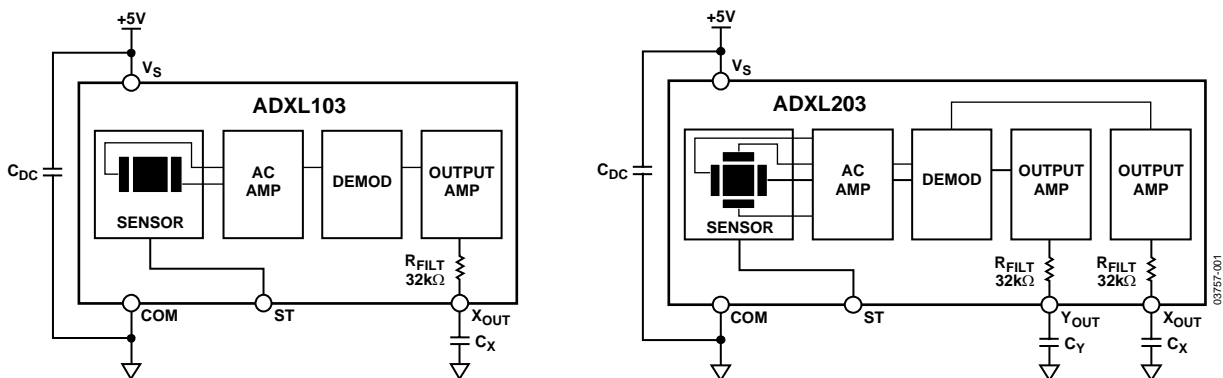 +5V
VS
ADXL103
CDC
SENSOR
AC
AMP
DEMOD
OUTPUT
AMP
RFILT
32kΩ
COM
ST
XOUT
CX
+5V
VS
ADXL203
CDC
SENSOR
AC
AMP
DEMOD
OUTPUT
AMP
OUTPUT
AMP
RFILT
32kΩ
RFILT
32kΩ
COM
ST
YOUT
XOUT
CY
CX
03757-001